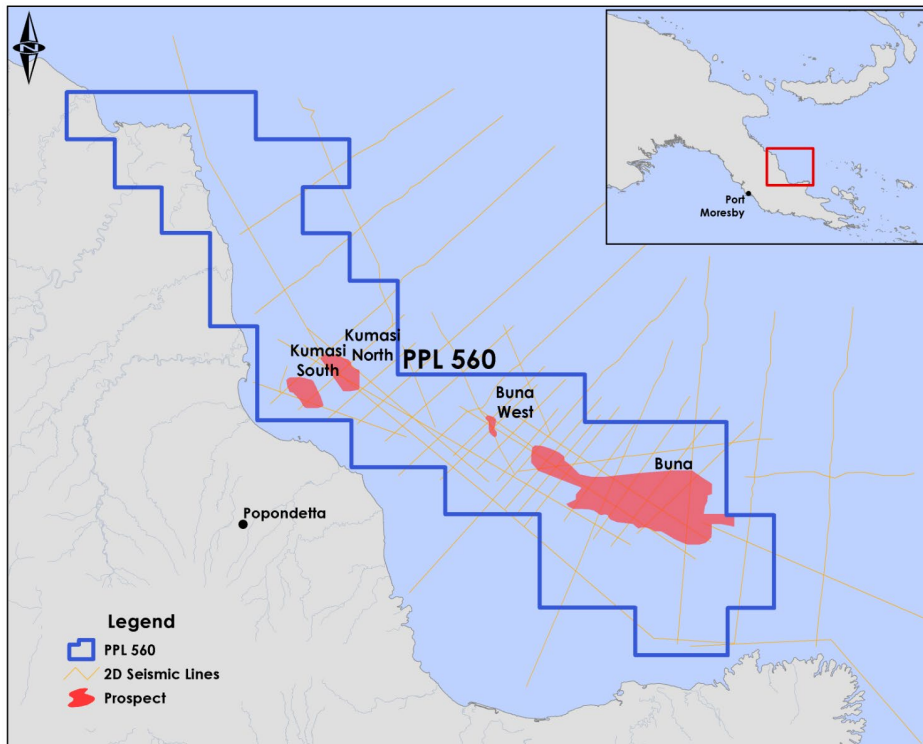 N
Port
Moresby
Kumasi
North
Kumasi
South
PPL 560
Buna
West
Buna
Popondetta
Legend
PPL 560
2D Seismic Lines
Prospect